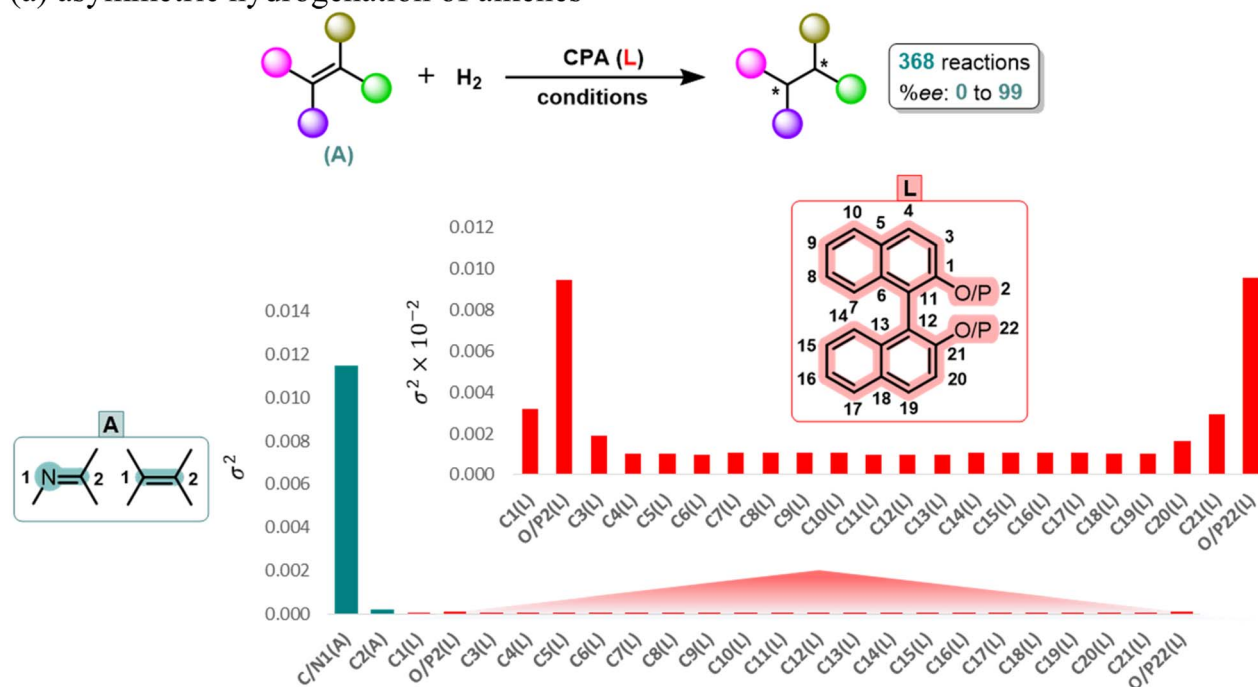 (a) asymmetric hydrogenation of alkenes
+ H₂
CPA (L)
conditions
*
*
368 reactions
%ee: 0 to 99
(A)
L
10
5
4
9
3
8
1
7
6
11
O/P 2
14
13
12
O/P 22
15
21
16
20
17
18
19
0.012
0.010
0.008
0.006
0.004
0.002
0.000
σ² × 10⁻²
C1(L)
O/P2(L)
C3(L)
C4(L)
C5(L)
C6(L)
C7(L)
C8(L)
C9(L)
C10(L)
C11(L)
C12(L)
C13(L)
C14(L)
C15(L)
C16(L)
C17(L)
C18(L)
C19(L)
C20(L)
C21(L)
O/P22(L)
A
1 N 2
1 2
0.014
0.012
0.010
0.008
0.006
0.004
0.002
0.000
σ²
C/N1(A)
C2(A)
C1(L)
O/P2(L)
C3(L)
C4(L)
C5(L)
C6(L)
C7(L)
C8(L)
C9(L)
C10(L)
C11(L)
C12(L)
C13(L)
C14(L)
C15(L)
C16(L)
C17(L)
C18(L)
C19(L)
C20(L)
C21(L)
O/P22(L)